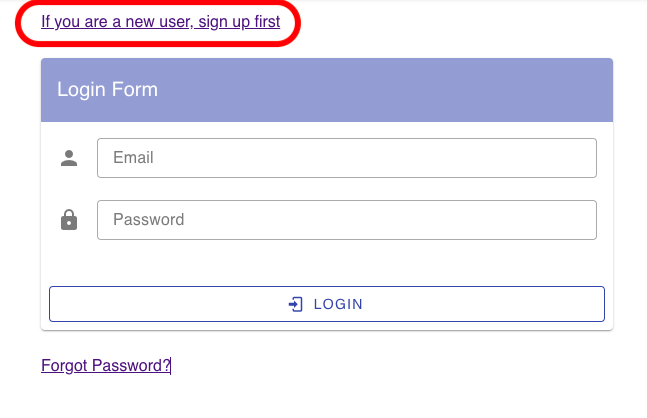 If you are a new user, sign up first
Login Form
Email
Password
LOGIN
Forgot Password?